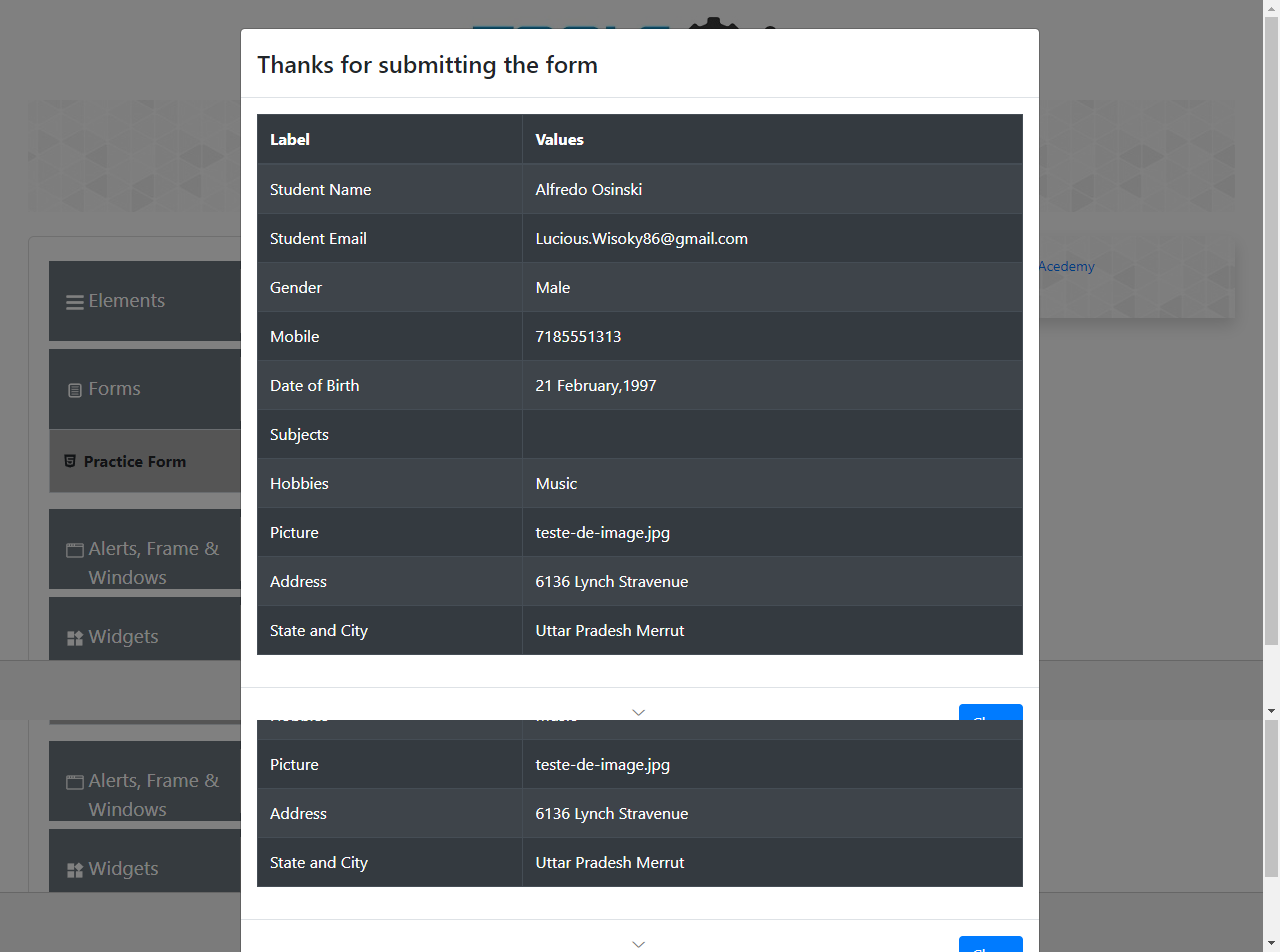 Thanks for submitting the form
Label Values
Student Name Alfredo Osinski
Student Email Lucious.Wisoky86@gmail.com
Gender Male
Mobile 7185551313
Date of Birth 21 February,1997
Subjects
Hobbies Music
Picture teste-de-image.jpg
Address 6136 Lynch Stravenue
State and City Uttar Pradesh Merrut
Elements
Forms
Practice Form
Alerts, Frame &
Windows
Widgets
Acedemy
Picture teste-de-image.jpg
Address 6136 Lynch Stravenue
State and City Uttar Pradesh Merrut
Alerts, Frame &
Windows
Widgets